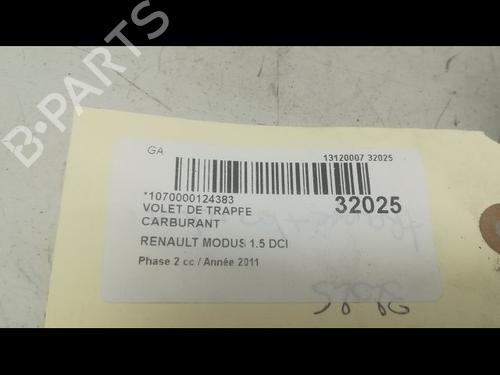 B-PARTS
GA
13120007 32025
*1070000124383
32025
VOLET DE TRAPPE
CARBURANT
RENAULT MODUS 1.5 DCI
Phase 2 cc / Année 2011